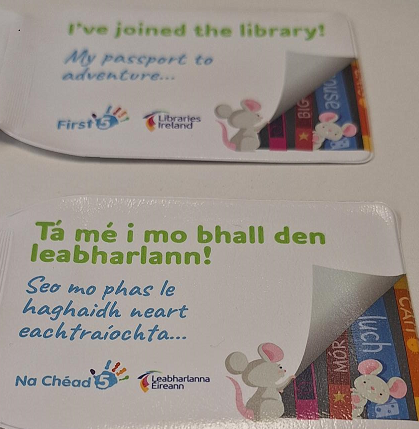 I've joined the library!
My passport to
adventure...
First 5
Libraries
Ireland
BIG
Tá mé i mo bhall den
leabharlann!
Seo mo phas le
haghaidh neart
eachtraíochta...
Na Chéad 5
Leabharlanna
Éireann
MÓR
luch
CAIT